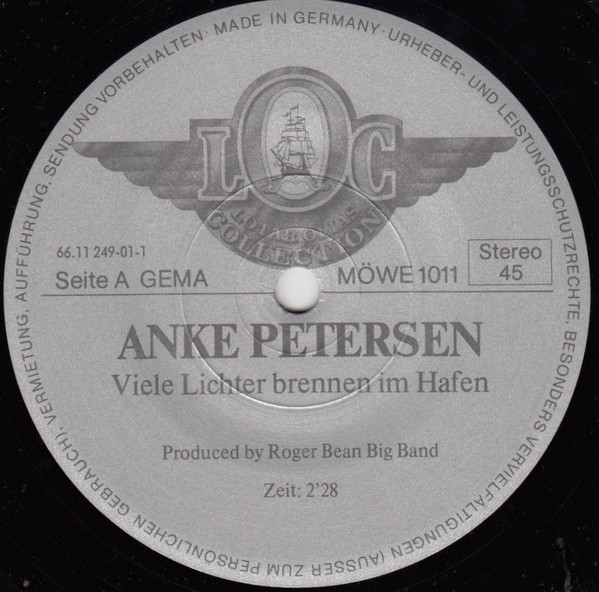 VERMIETUNG, AUFFÜHRUNG, SENDUNG VORBEHALTEN · MADE IN GERMANY · URHEBER- UND LEISTUNGSSCHUTZRECHTE, BESONDERS VERVIELFÄLTIGUNGEN (AUSSER ZUM PERSÖNLICHEN GEBRAUCH),
LOC
LOTAR OLIAS
COLLECTION
66.11 249-01-1
Seite A GEMA
MÖWE 1011
Stereo
45
ANKE PETERSEN
Viele Lichter brennen im Hafen
Produced by Roger Bean Big Band
Zeit: 2'28